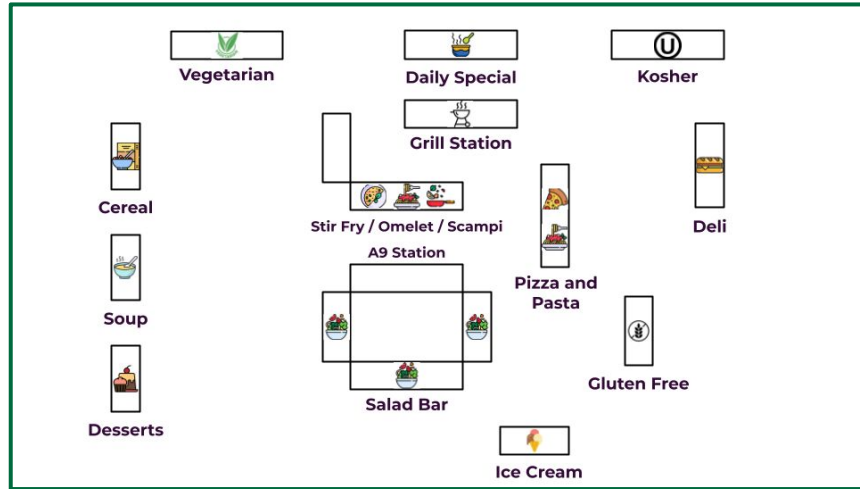 Vegetarian
Daily Special
U
Kosher
Grill Station
Cereal
Stir Fry / Omelet / Scampi
Deli
A9 Station
Pizza and
Pasta
Soup
Gluten Free
Salad Bar
Desserts
Ice Cream